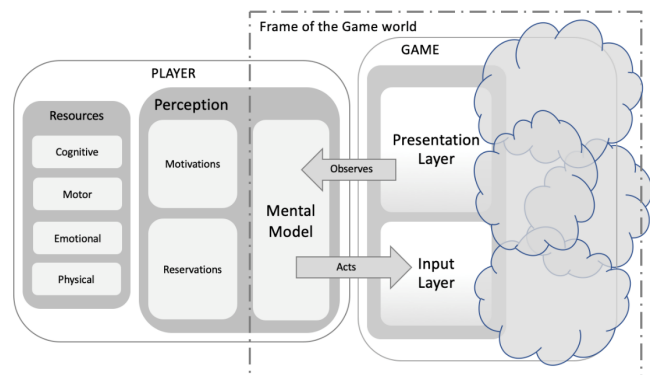 Frame of the Game world
PLAYER
GAME
Resources
Cognitive
Motor
Emotional
Physical
Perception
Motivations
Reservations
Mental
Model
Observes
Acts
Presentation
Layer
Input
Layer